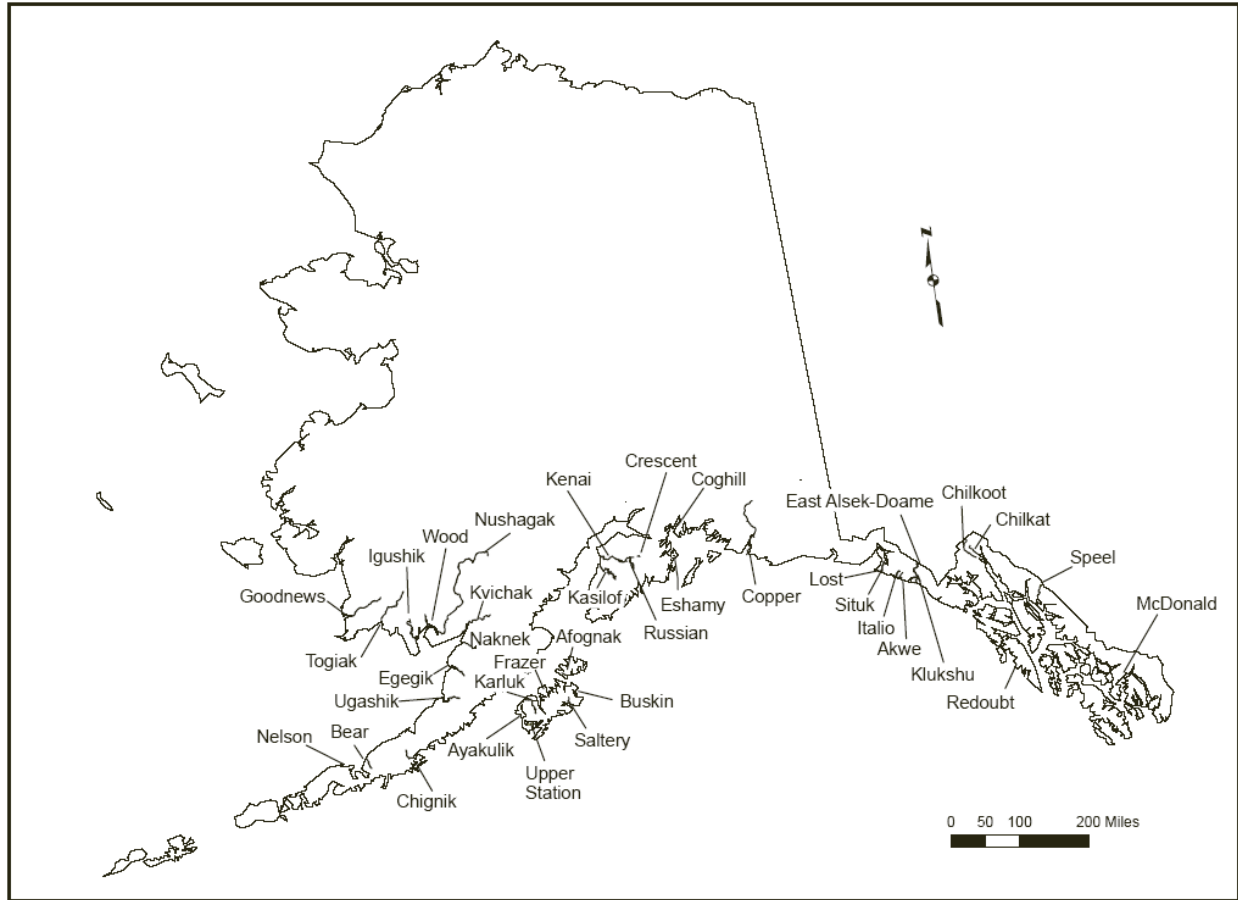 N
Crescent
Kenai
Coghill
Chilkoot
East Alsek-Doame
Nushagak
Chilkat
Wood
Igushik
Speel
Lost
Goodnews
Kvichak
Kasilof
Eshamy
Copper
Situk
McDonald
Italio
Russian
Naknek
Afognak
Akwe
Togiak
Frazer
Klukshu
Egegik
Karluk
Redoubt
Ugashik
Buskin
Bear
Nelson
Saltery
Ayakulik
Upper
Station
Chignik
0 50 100 200 Miles